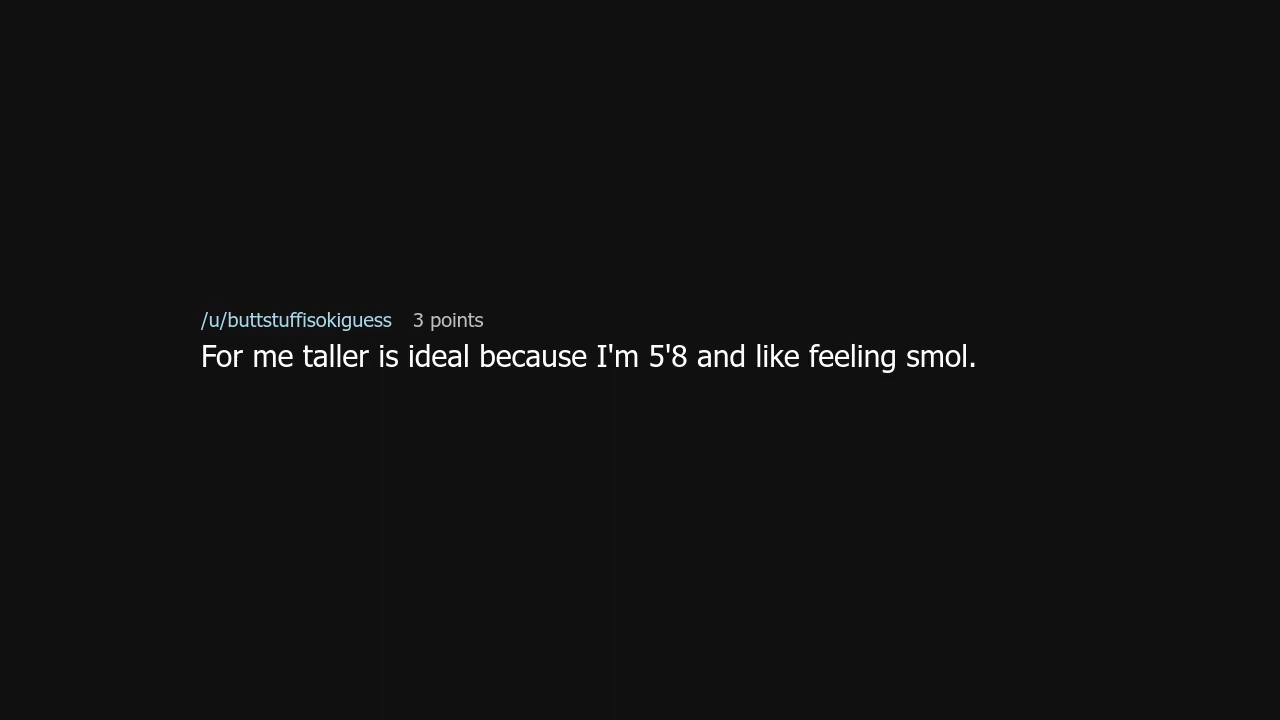 /u/buttstuffisokiguess 3 points
For me taller is ideal because I'm 5'8 and like feeling smol.